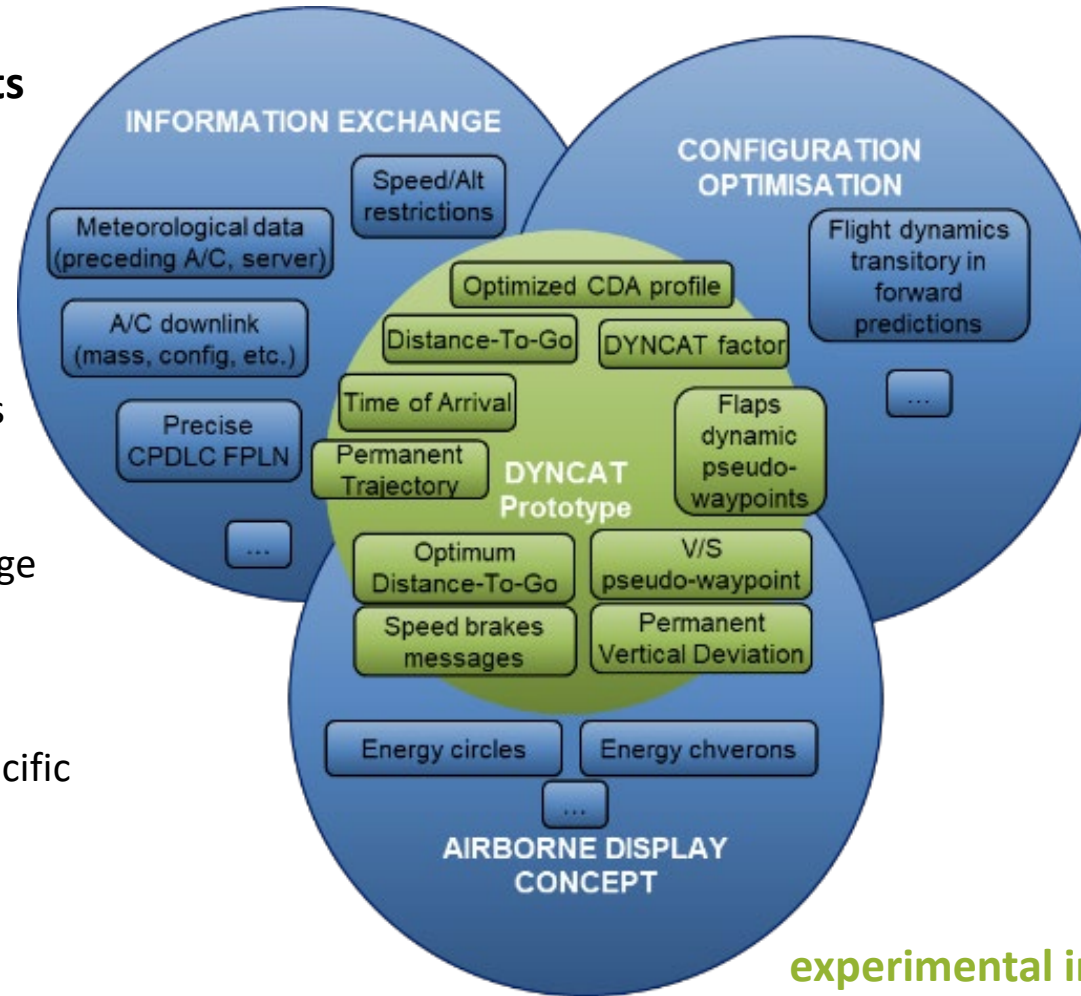 ts
s
ge
cific
INFORMATION EXCHANGE
Speed/Alt
restrictions
Meteorological data
(preceding A/C, server)
A/C downlink
(mass, config, etc.)
Precise
CPDLC FPLN
...
CONFIGURATION
OPTIMISATION
Flight dynamics
transitory in
forward
predictions
...
Optimized CDA profile
Distance-To-Go
DYNCAT factor
Time of Arrival
Permanent
Trajectory
Flaps
dynamic
pseudo-
waypoints
DYNCAT
Prototype
Optimum
Distance-To-Go
V/S
pseudo-waypoint
Speed brakes
messages
Permanent
Vertical Deviation
Energy circles
Energy chverons
...
AIRBORNE DISPLAY
CONCEPT
experimental in